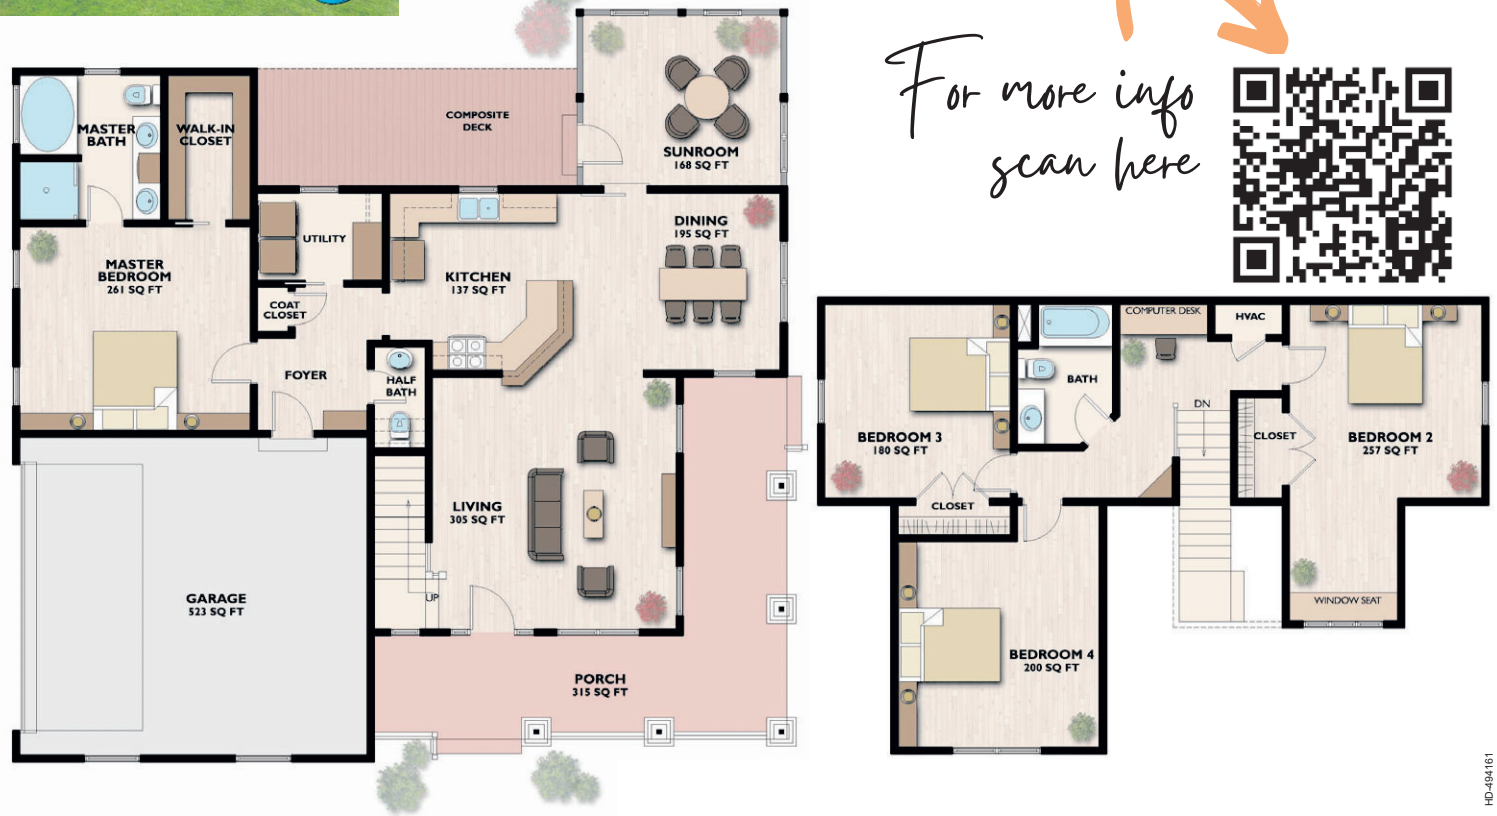 For more info
scan here
COMPOSITE
DECK
SUNROOM
168 SQ FT
MASTER
BATH
WALK-IN
CLOSET
UTILITY
DINING
195 SQ FT
MASTER
BEDROOM
261 SQ FT
KITCHEN
137 SQ FT
COAT
CLOSET
FOYER
HALF
BATH
LIVING
305 SQ FT
UP
GARAGE
523 SQ FT
PORCH
315 SQ FT
COMPUTER DESK
HVAC
BATH
DN
BEDROOM 3
180 SQ FT
CLOSET
BEDROOM 2
257 SQ FT
CLOSET
WINDOW SEAT
BEDROOM 4
200 SQ FT
HD-494161